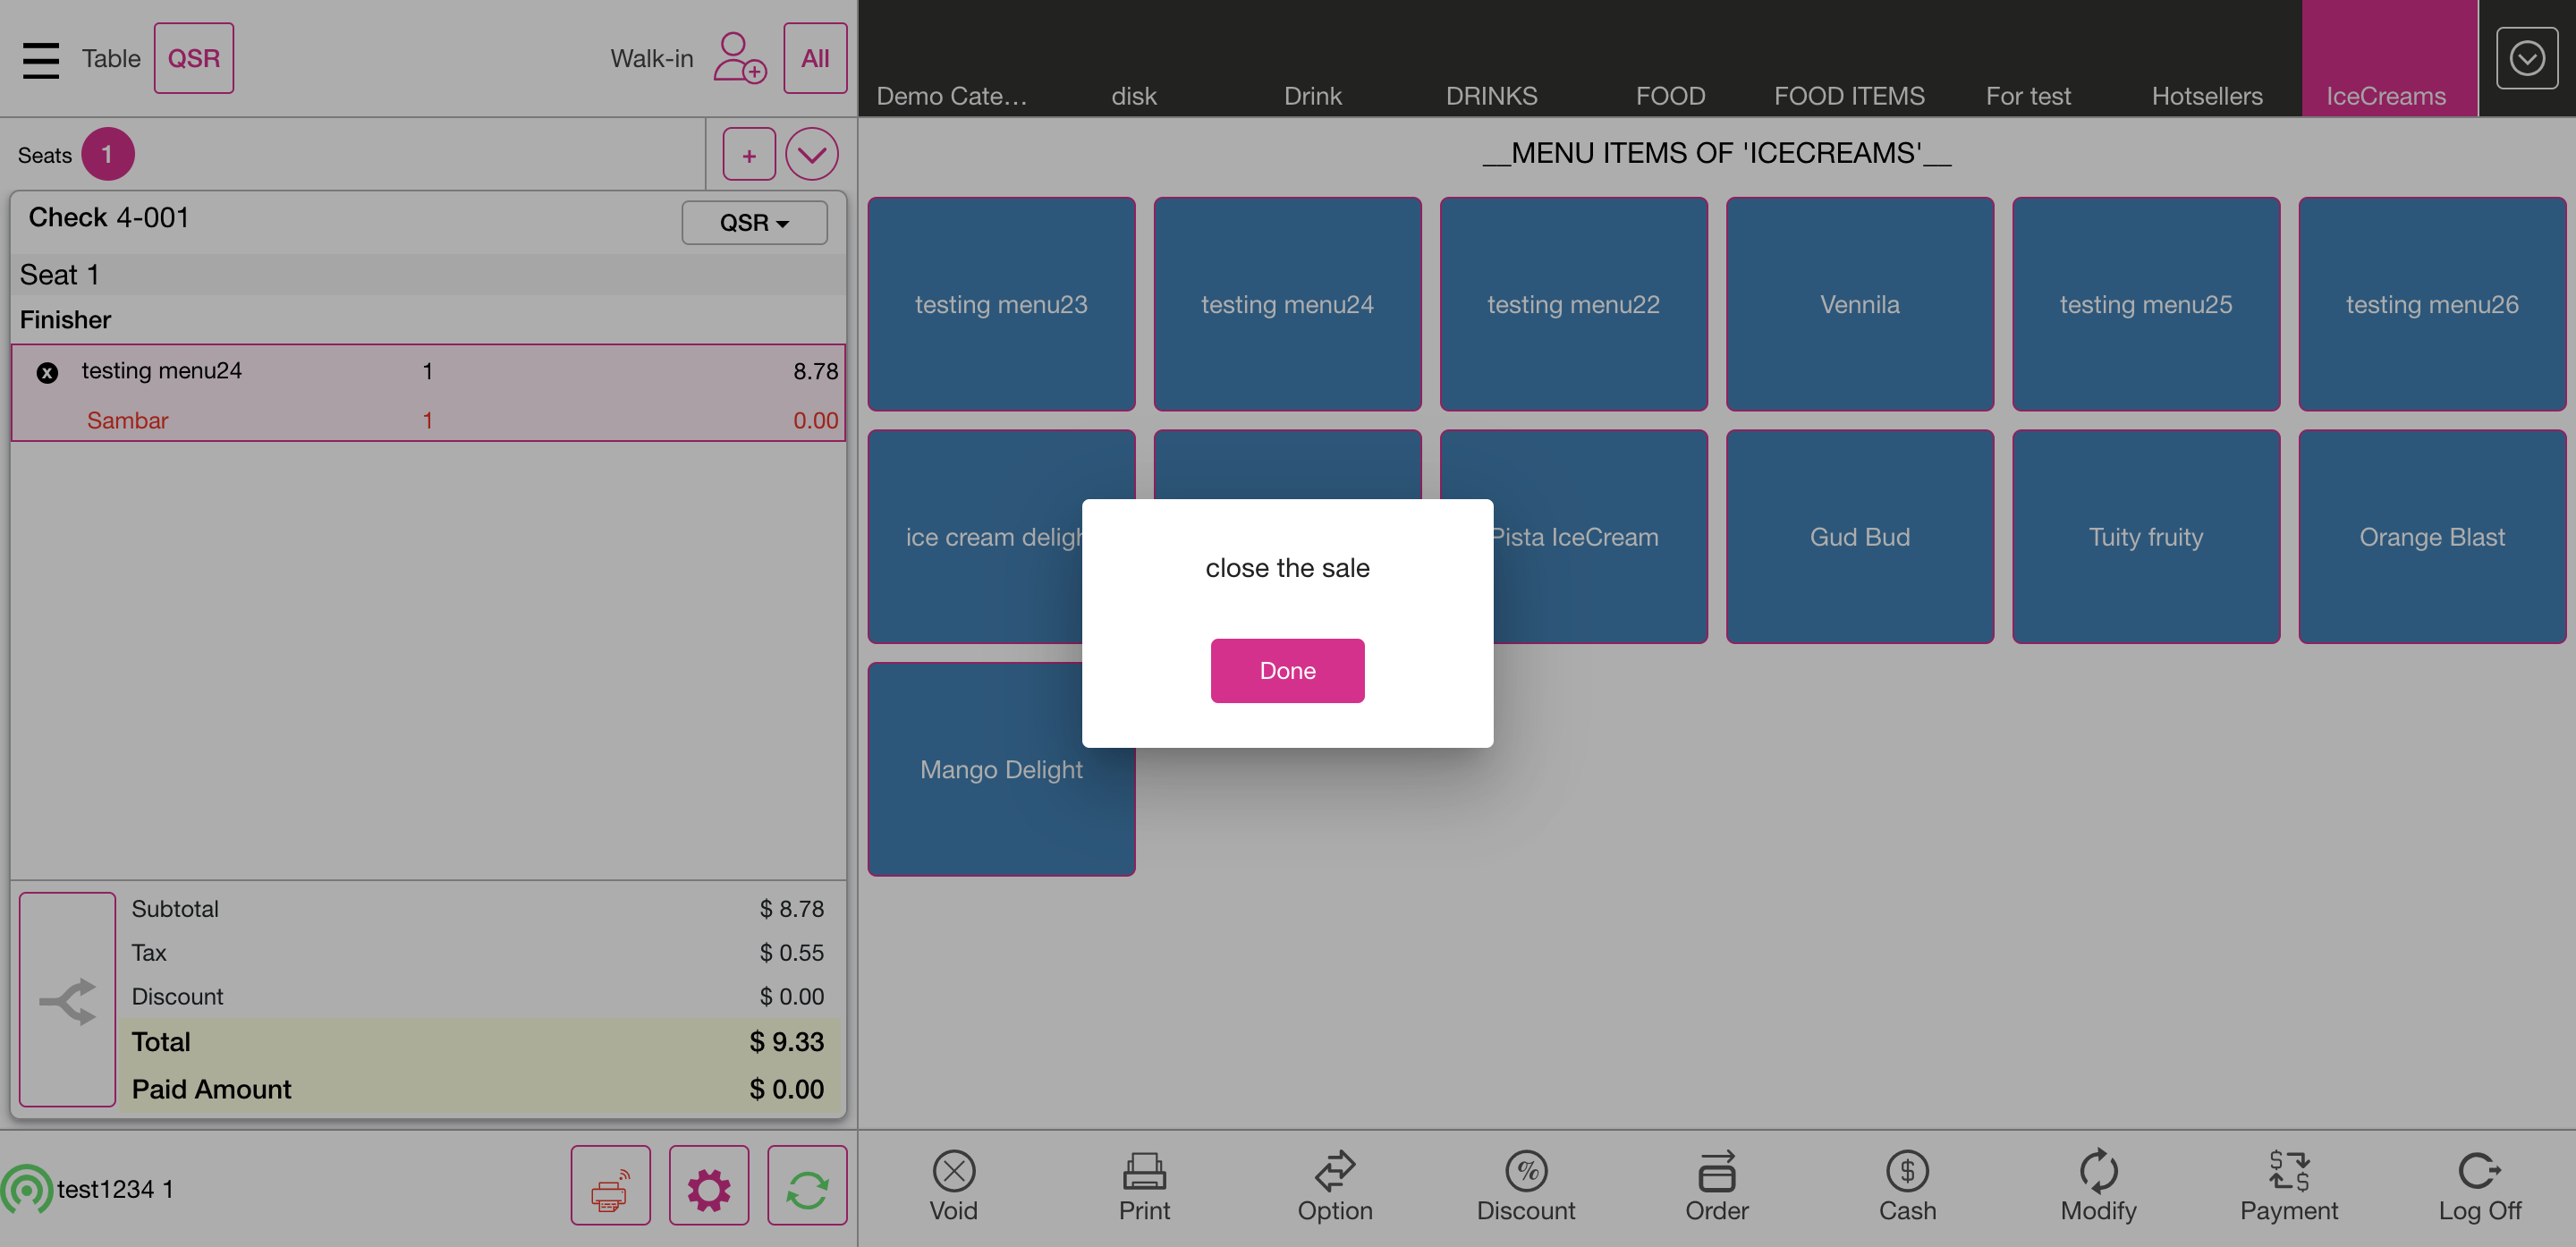 Table QSR Walk-in All
Demo Cate... disk Drink DRINKS FOOD FOOD ITEMS For test Hotsellers IceCreams
Seats 1 +
__MENU ITEMS OF 'ICECREAMS'__
Check 4-001 QSR
Seat 1
Finisher
testing menu24 1 8.78
Sambar 1 0.00
testing menu23 testing menu24 testing menu22 Vennila testing menu25 testing menu26
ice cream Pista IceCream Gud Bud Tuity fruity Orange Blast
close the sale
Done
Mango Delight
Subtotal $ 8.78
Tax $ 0.55
Discount $ 0.00
Total $ 9.33
Paid Amount $ 0.00
test1234 1
Void Print Option Discount Order Cash Modify Payment Log Off